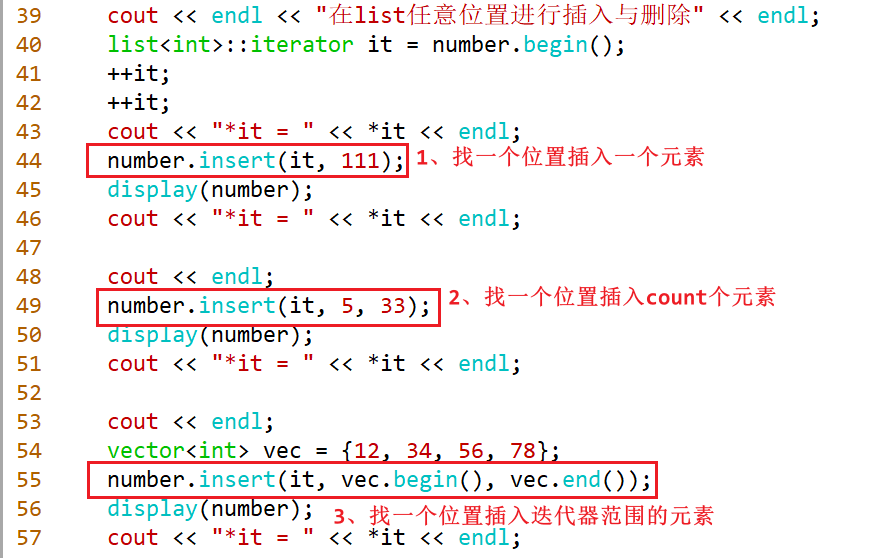 39 cout << endl << "在list任意位置进行插入与删除" << endl;
40 list<int>::iterator it = number.begin();
41 ++it;
42 ++it;
43 cout << "*it = " << *it << endl;
44 number.insert(it, 111); 1、找一个位置插入一个元素
45 display(number);
46 cout << "*it = " << *it << endl;
47
48 cout << endl;
49 number.insert(it, 5, 33); 2、找一个位置插入count个元素
50 display(number);
51 cout << "*it = " << *it << endl;
52
53 cout << endl;
54 vector<int> vec = {12, 34, 56, 78};
55 number.insert(it, vec.begin(), vec.end());
56 display(number); 3、找一个位置插入迭代器范围的元素
57 cout << "*it = " << *it << endl;